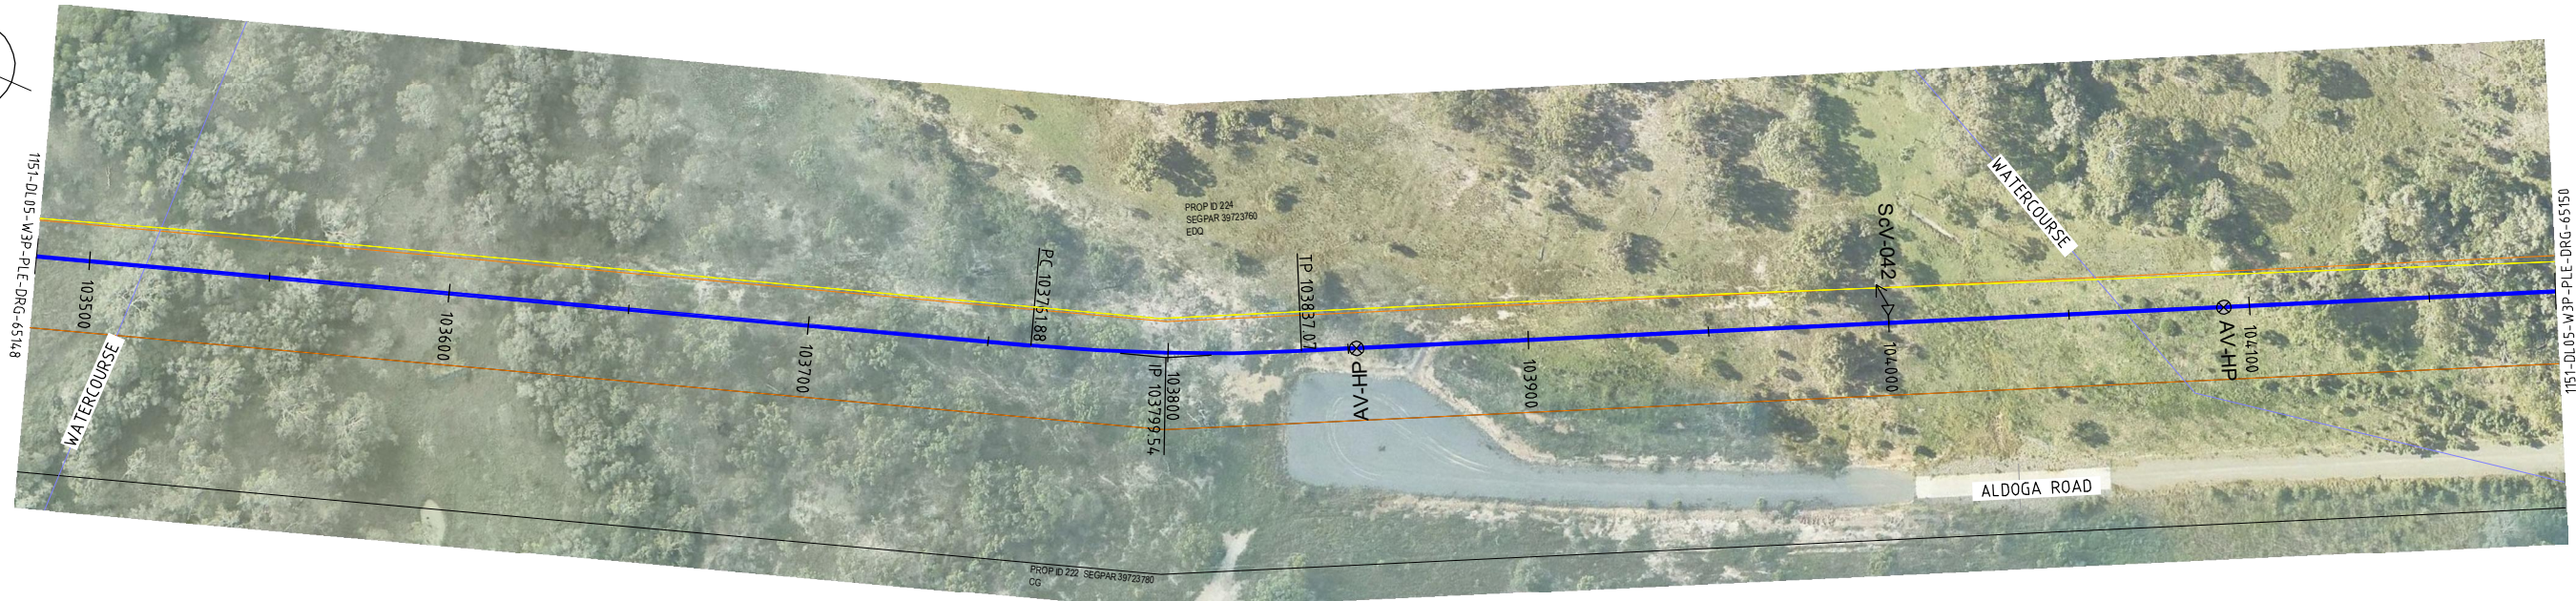 1151-DL05-W3P-PLE-DRG-65148
WATERCOURSE
103500
103600
103700
PC 103761.88
103800
IP 103799.54
PROP ID 224
SEGPAR 39723760
EDQ
TP 103837.07
AV-HP
103900
ScV-042
104000
WATERCOURSE
AV-HP
104100
ALDOGA ROAD
PROP ID 222 SEGPAR 39723780
CG
1151-DL05-W3P-PLE-DRG-65150